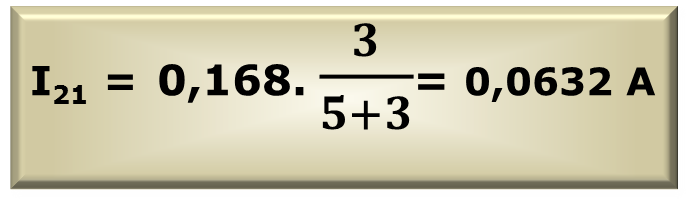 I₂₁ = 0,168. 3/5+3 = 0,0632 A